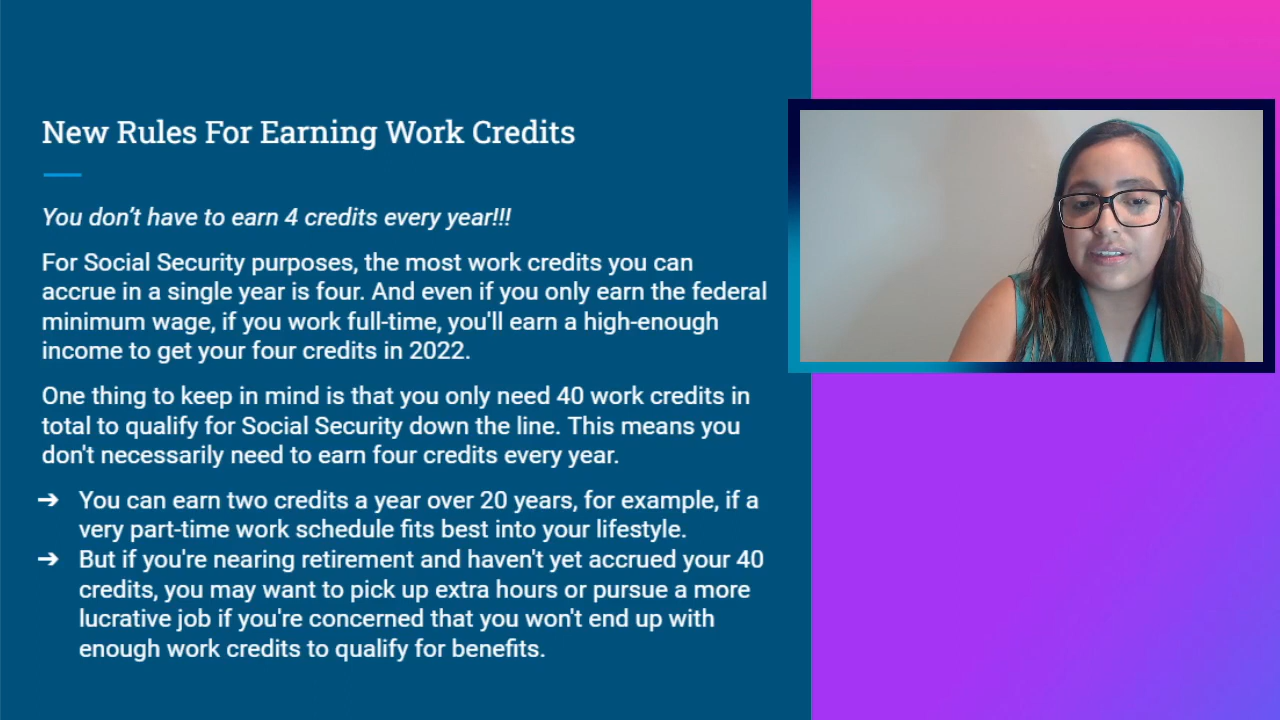 New Rules For Earning Work Credits
You don’t have to earn 4 credits every year!!!
For Social Security purposes, the most work credits you can
accrue in a single year is four. And even if you only earn the federal
minimum wage, if you work full-time, you'll earn a high-enough
income to get your four credits in 2022.
One thing to keep in mind is that you only need 40 work credits in
total to qualify for Social Security down the line. This means you
don't necessarily need to earn four credits every year.
➔ You can earn two credits a year over 20 years, for example, if a
very part-time work schedule fits best into your lifestyle.
➔ But if you're nearing retirement and haven't yet accrued your 40
credits, you may want to pick up extra hours or pursue a more
lucrative job if you're concerned that you won't end up with
enough work credits to qualify for benefits.